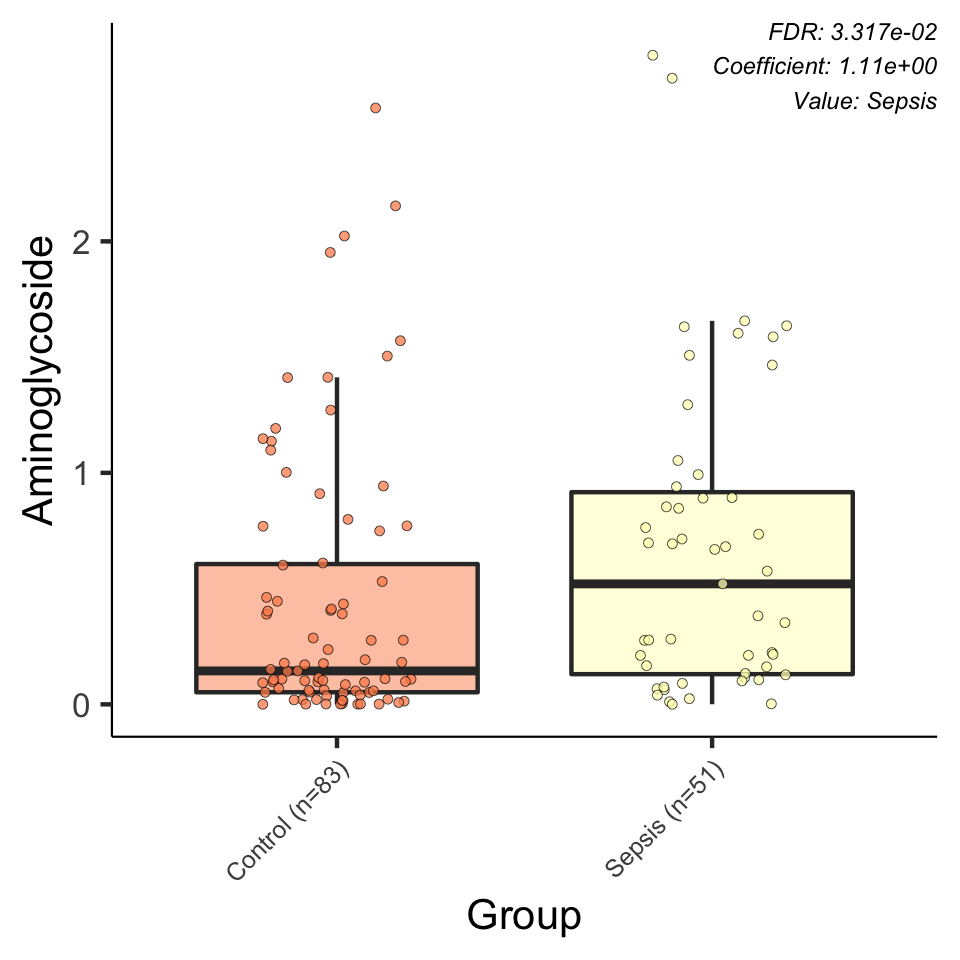 FDR: 3.317e-02
Coefficient: 1.11e+00
Value: Sepsis
Aminoglycoside
2
1
0
Control (n=83)
Sepsis (n=51)
Group